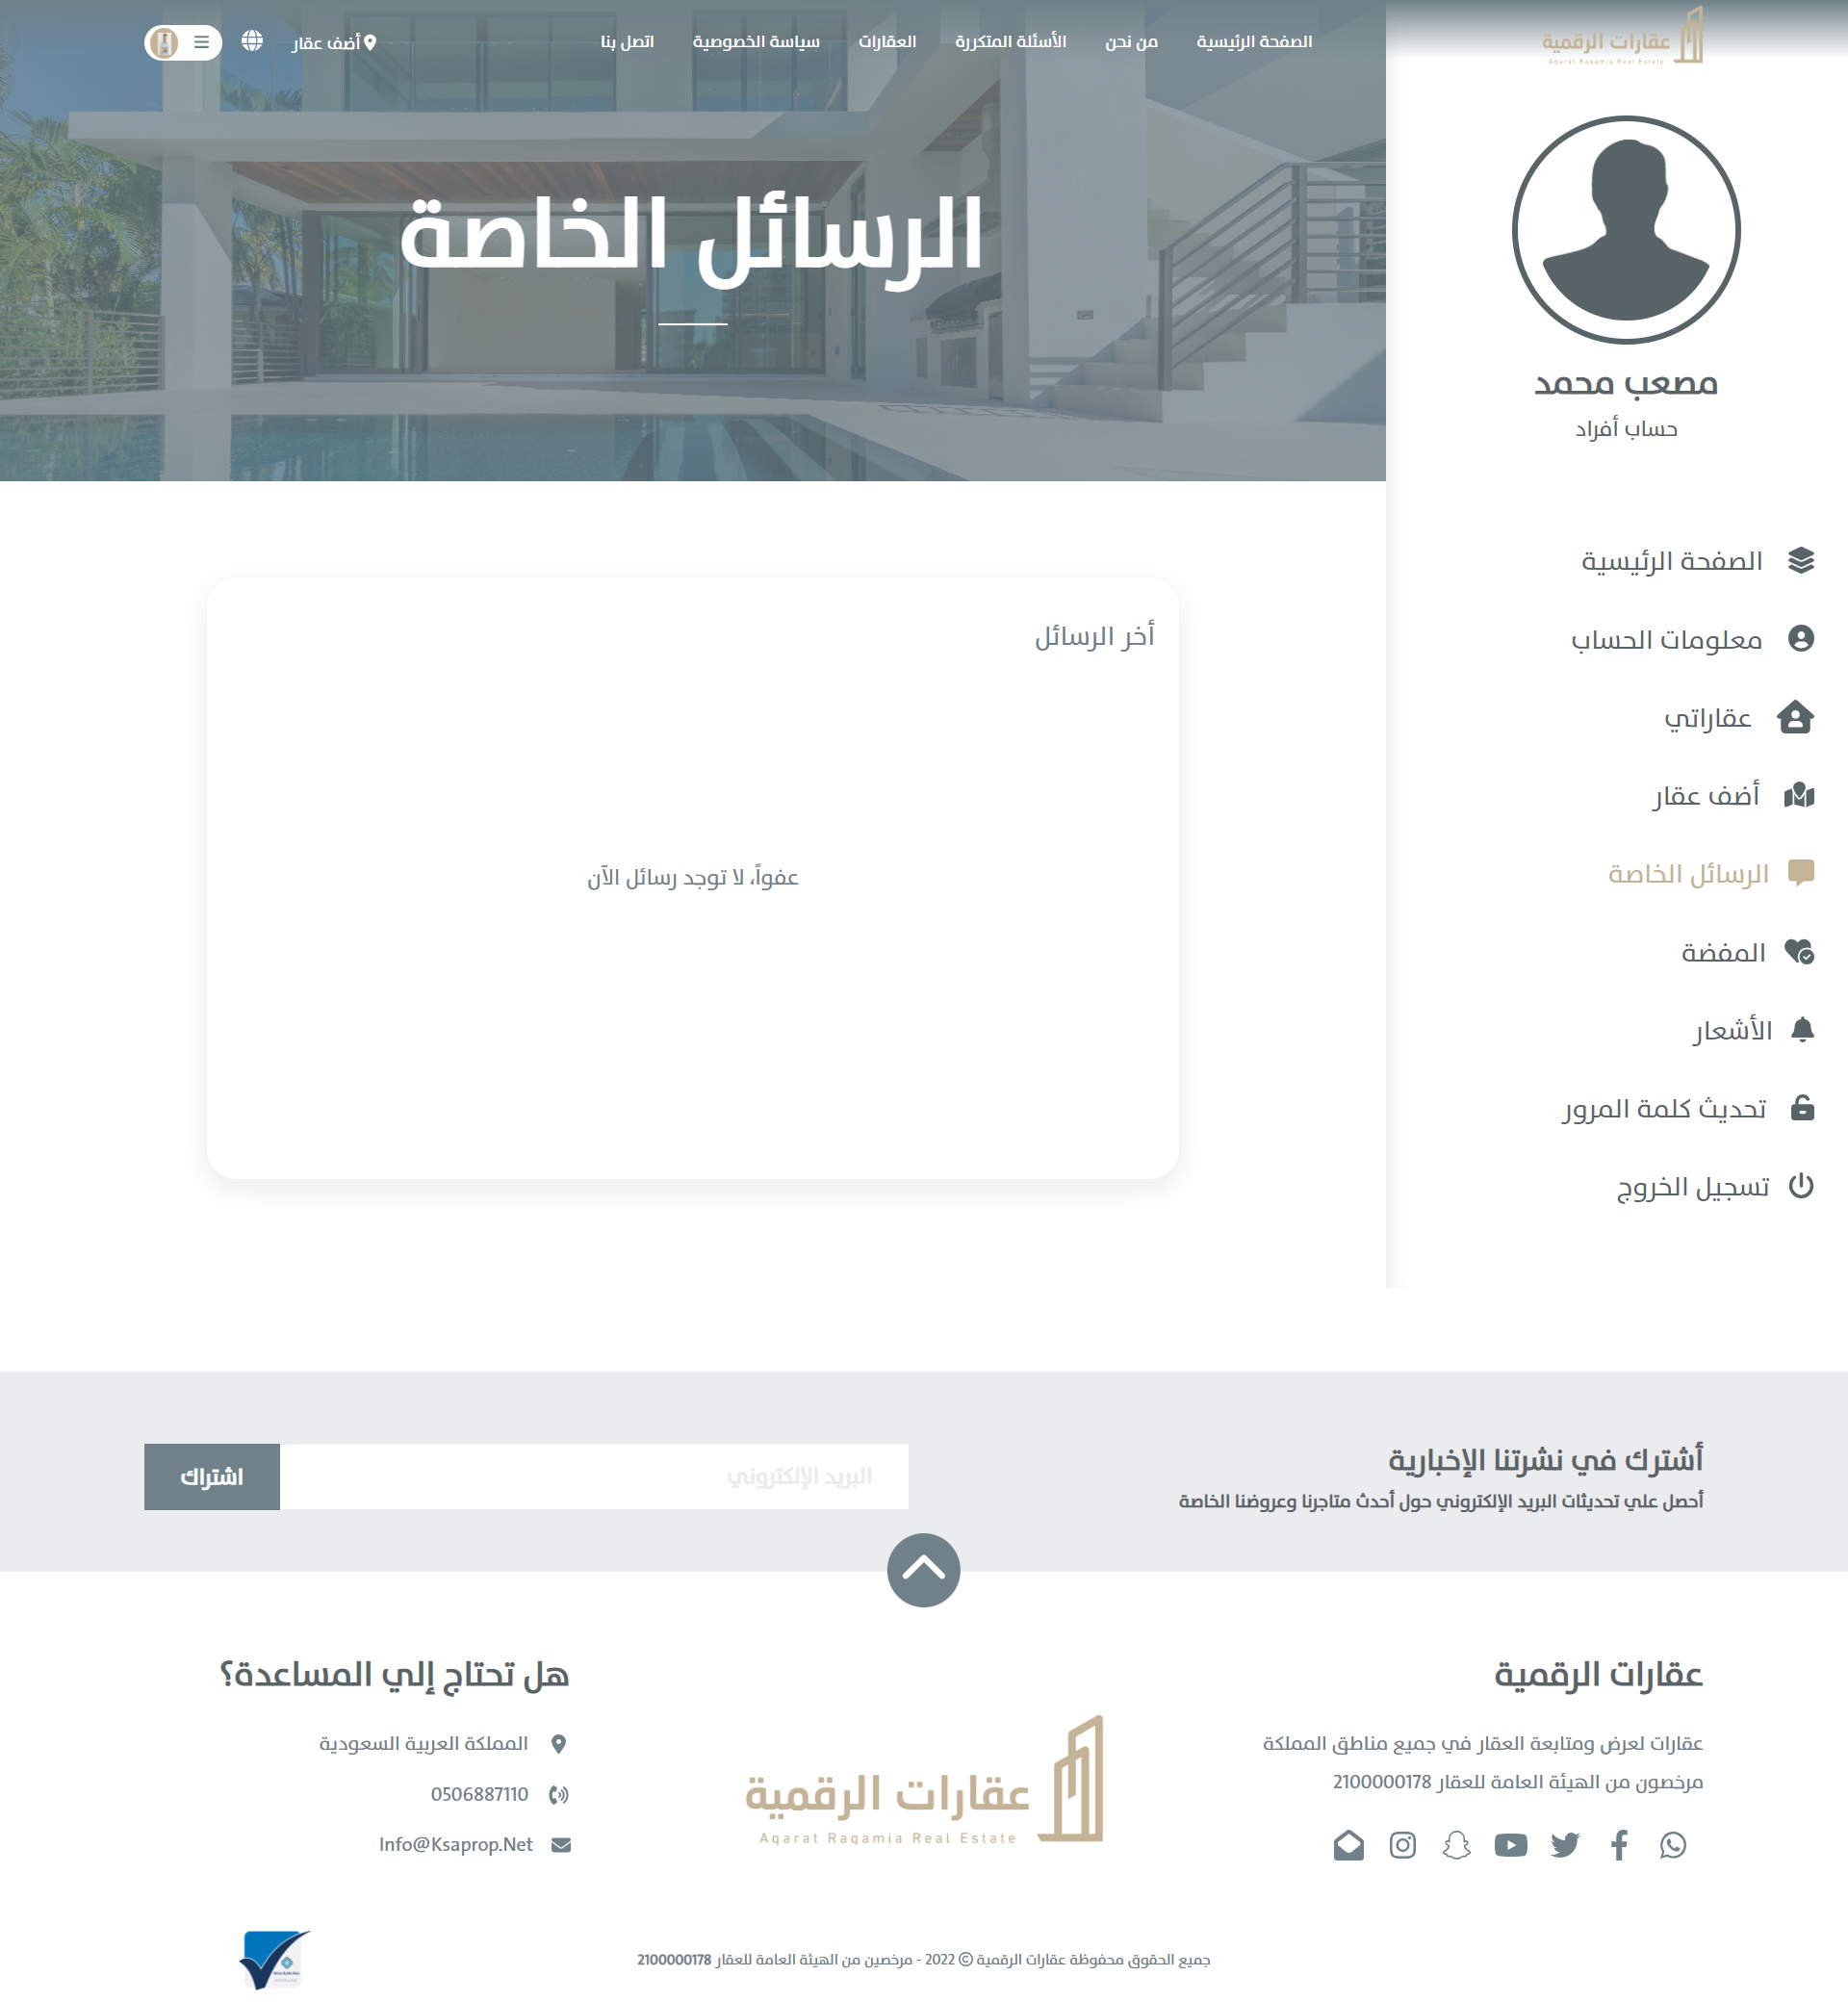 عقارات الرقمية
Aqarat Raqamia Real Estate
الصفحة الرئيسية
من نحن
الأسئلة المتكررة
العقارات
سياسة الخصوصية
اتصل بنا
أضف عقار
الرسائل الخاصة
مصعب محمد
حساب أفراد
الصفحة الرئيسية
معلومات الحساب
عقاراتي
أضف عقار
الرسائل الخاصة
المفضة
الأشعار
تحديث كلمة المرور
تسجيل الخروج
أخر الرسائل
عفواً، لا توجد رسائل الآن
أشترك في نشرتنا الإخبارية
أحصل علي تحديثات البريد الإلكتروني حول أحدث متاجرنا وعروضنا الخاصة
البريد الإلكتروني
اشتراك
عقارات الرقمية
عقارات لعرض ومتابعة العقار في جميع مناطق المملكة
مرخصون من الهيئة العامة للعقار 2100000178
عقارات الرقمية
Aqarat Raqamia Real Estate
هل تحتاج إلي المساعدة؟
المملكة العربية السعودية
0506887110
Info@Ksaprop.Net
جميع الحقوق محفوظة عقارات الرقمية © 2022 - مرخصين من الهيئة العامة للعقار 2100000178